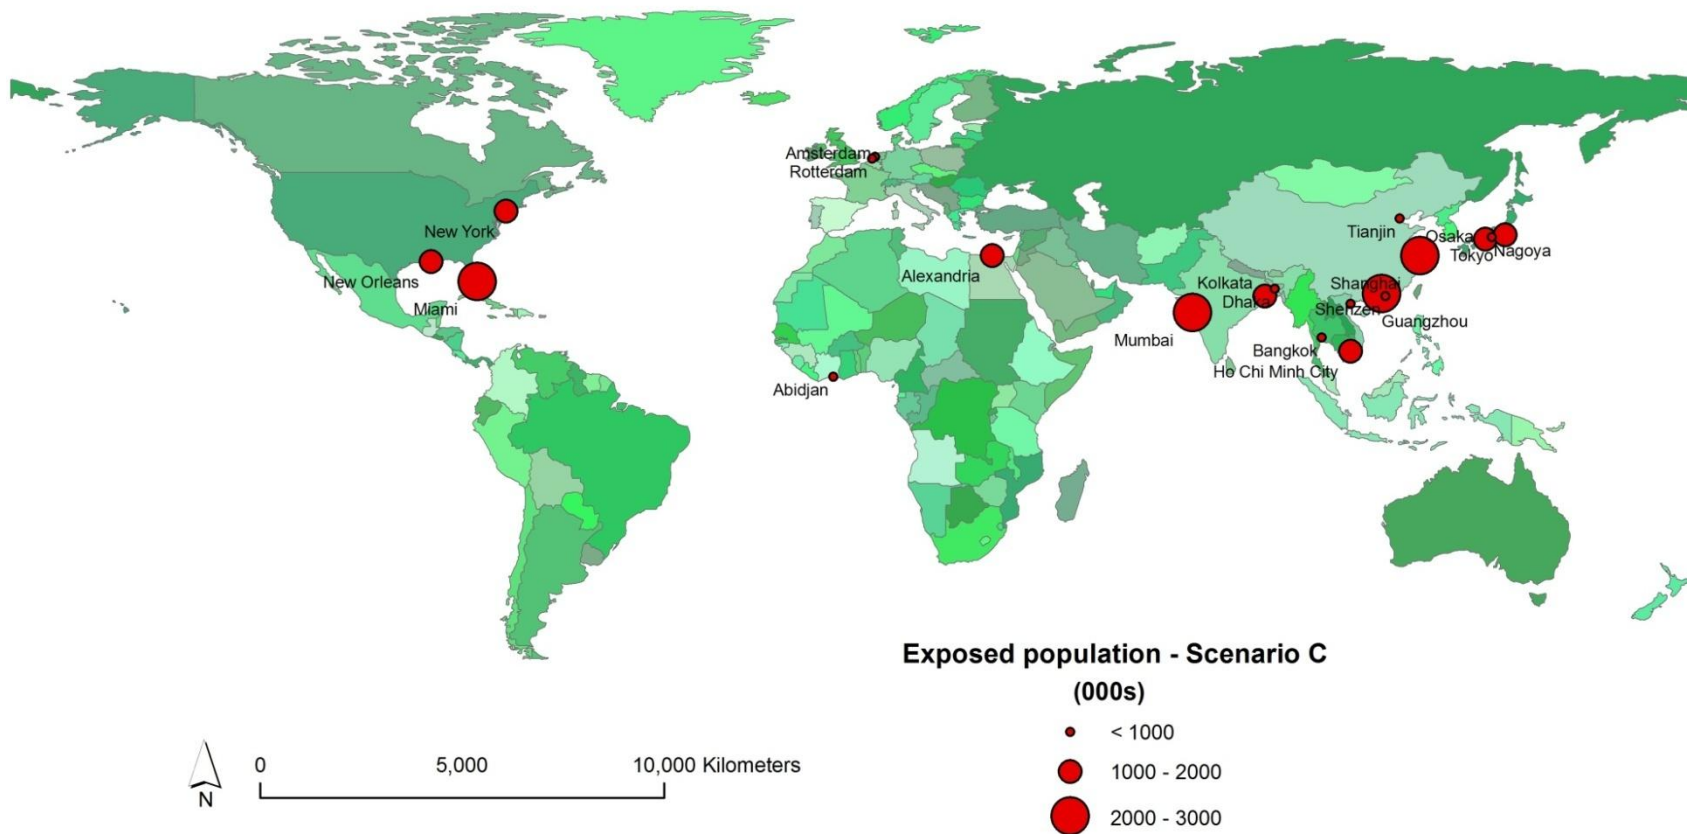 Amsterdam
Rotterdam
New York
Tianjin
Osaka
Tokyo
Nagoya
New Orleans
Miami
Alexandria
Kolkata
Dhaka
Shanghai
Shenzen
Guangzhou
Mumbai
Bangkok
Ho Chi Minh City
Abidjan
Exposed population - Scenario C
(000s)
< 1000
1000 - 2000
2000 - 3000
N
0 5,000 10,000 Kilometers